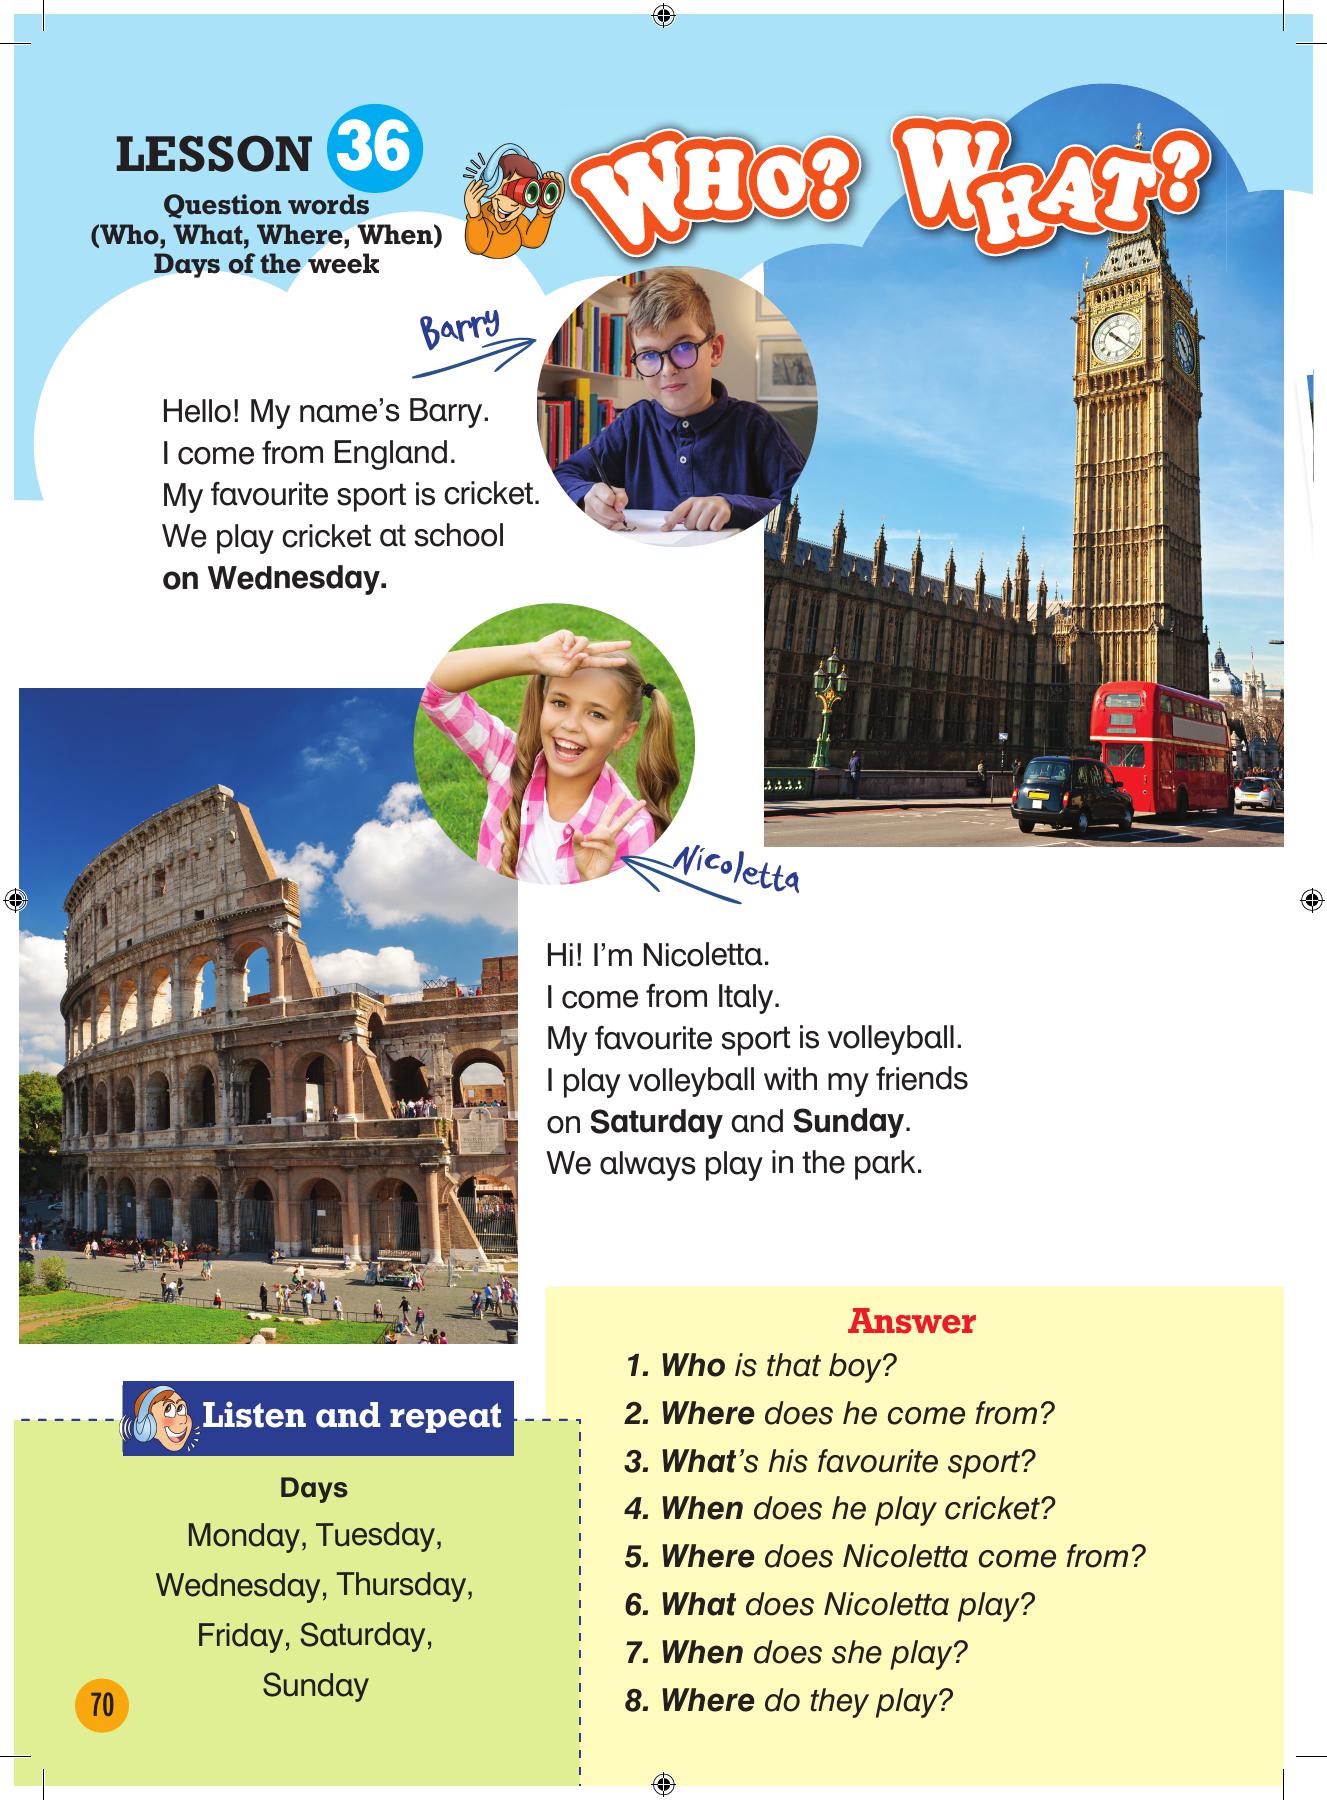 LESSON 36
Question words
(Who, What, Where, When)
Days of the week
WHO? WHAT?
Barry
Hello! My name's Barry.
I come from England.
My favourite sport is cricket.
We play cricket at school
on Wednesday.
Nicoletta
Hi! I'm Nicoletta.
I come from Italy.
My favourite sport is volleyball.
I play volleyball with my friends
on Saturday and Sunday.
We always play in the park.
Answer
1. Who is that boy?
2. Where does he come from?
3. What's his favourite sport?
4. When does he play cricket?
5. Where does Nicoletta come from?
6. What does Nicoletta play?
7. When does she play?
8. Where do they play?
Listen and repeat
Days
Monday, Tuesday,
Wednesday, Thursday,
Friday, Saturday,
Sunday
70